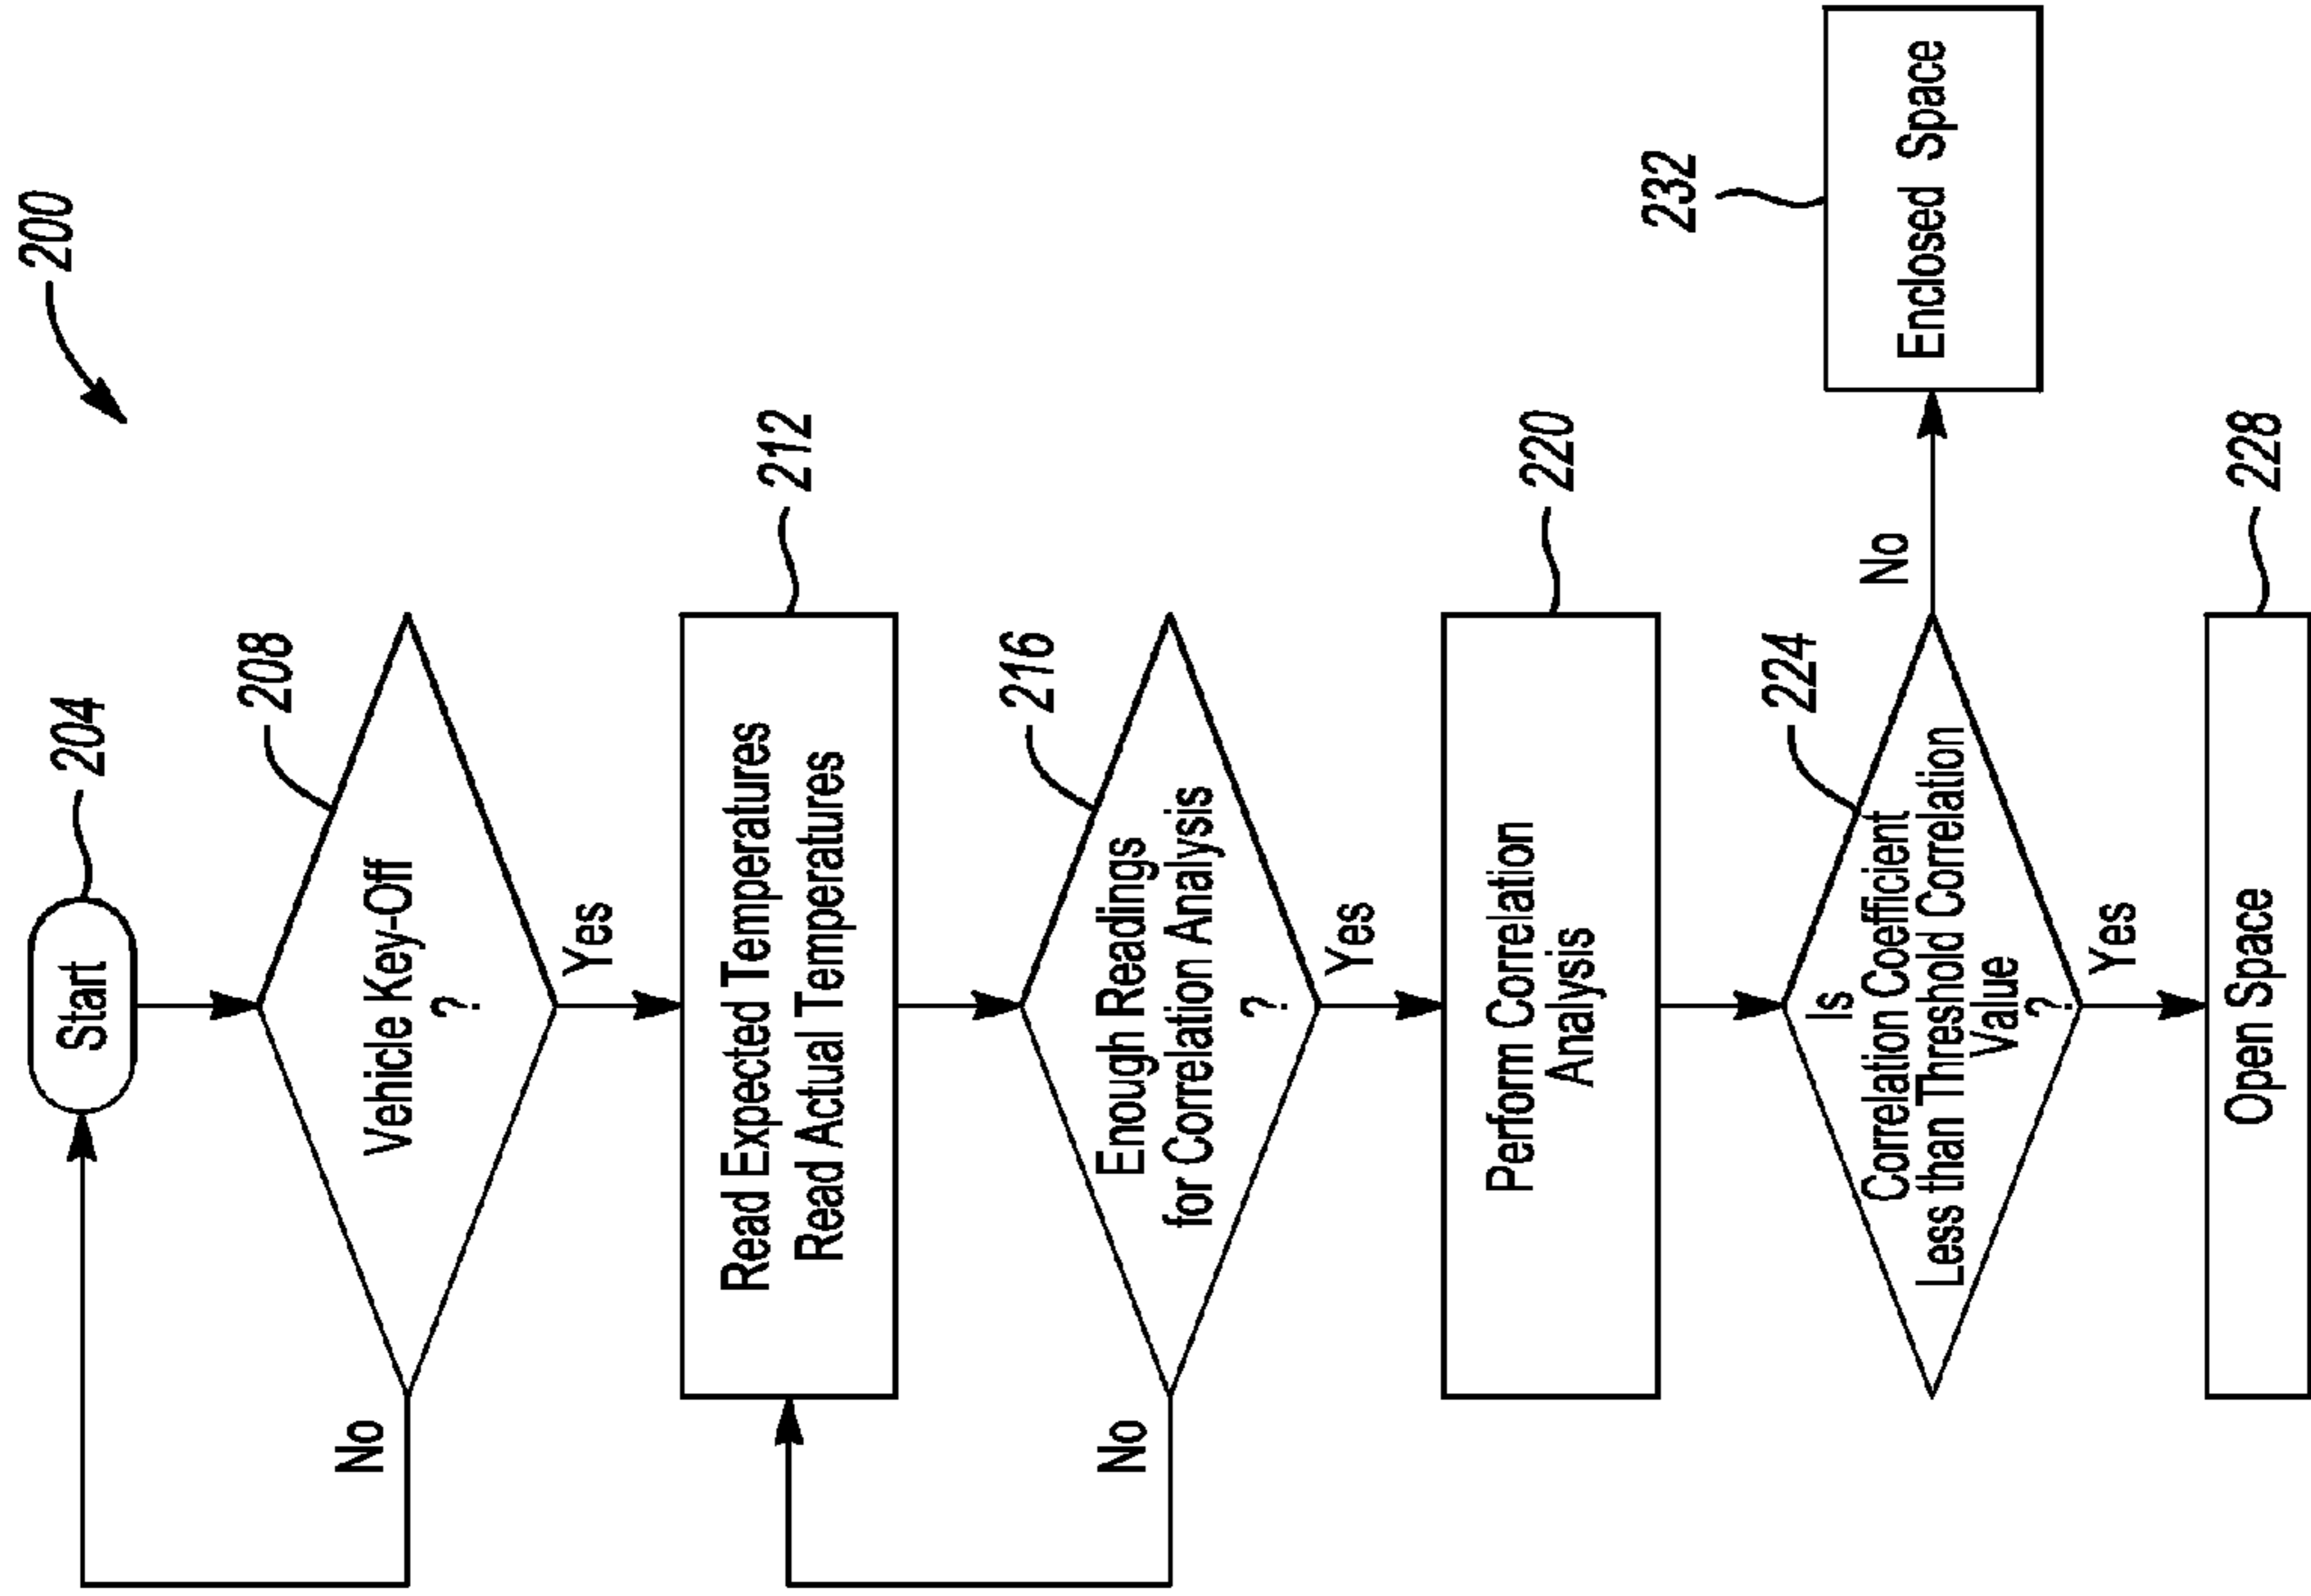 200
Start
204
Vehicle Key-Off
?
208
No
Yes
Read Expected Temperatures
Read Actual Temperatures
212
Enough Readings
for Correlation Analysis
?
216
No
Yes
Perform Correlation
Analysis
220
Is
Correlation Coefficient
Less than Threshold Correlation
Value
?
224
No
Enclosed Space
232
Yes
Open Space
228